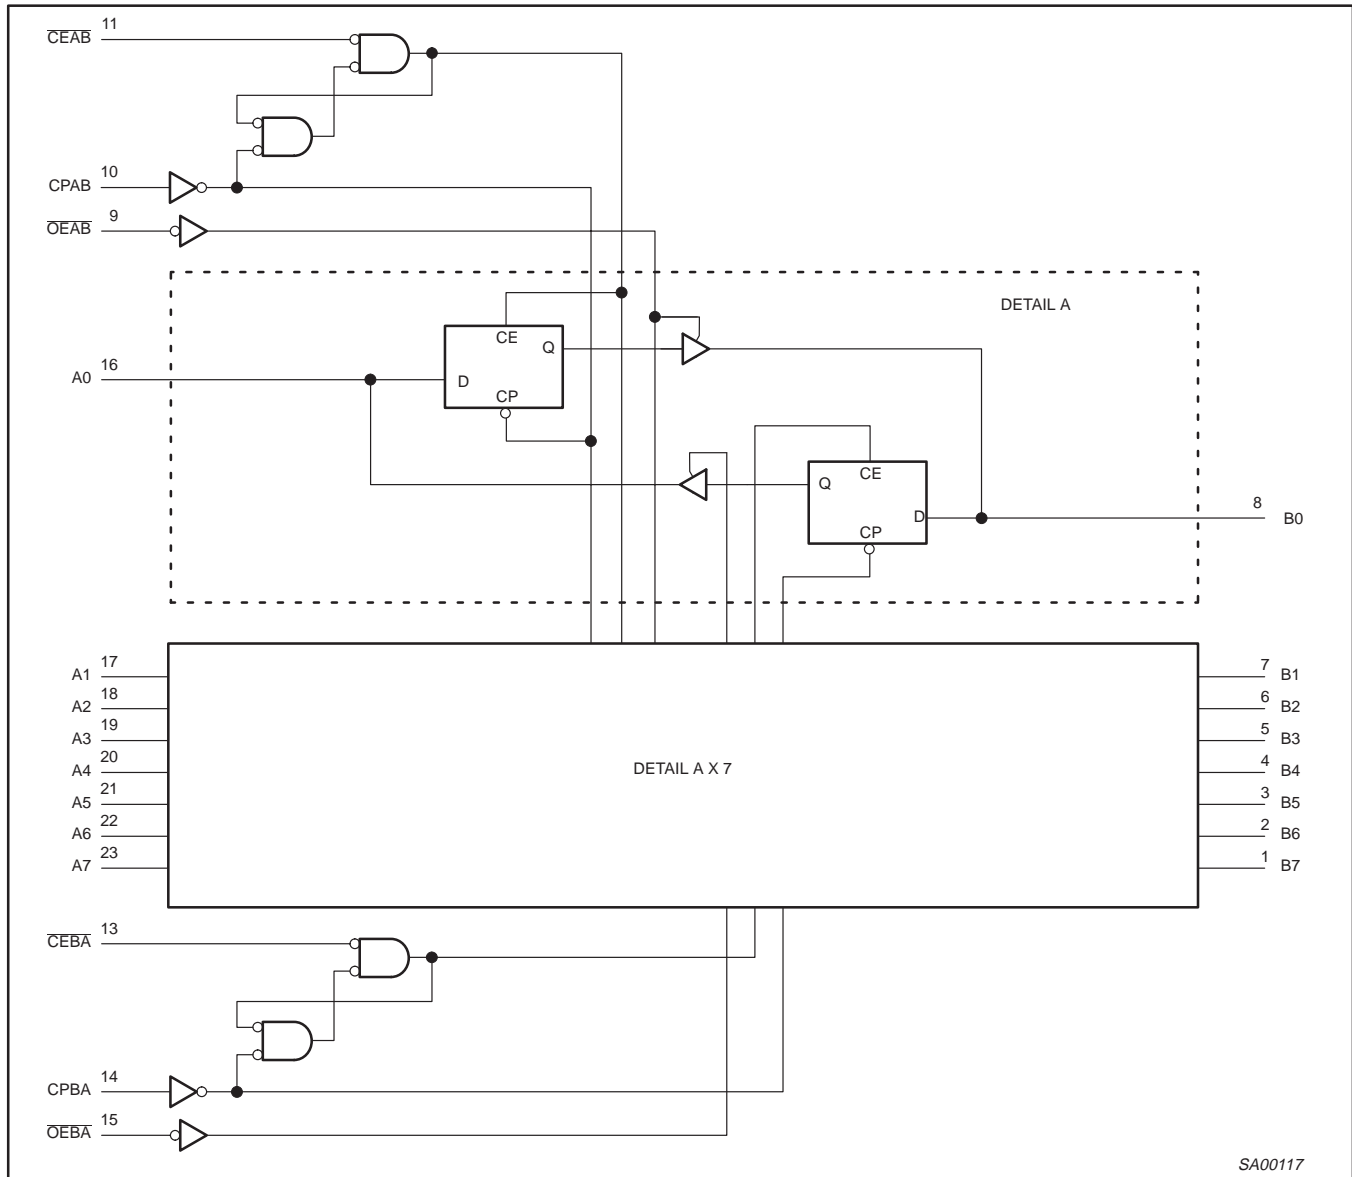 CEAB 11
CPAB 10
OEAB 9
DETAIL A
CE
Q
D
CP
A0 16
CE
Q
D
CP
8 B0
A1 17
A2 18
A3 19
A4 20
A5 21
A6 22
A7 23
DETAIL A X 7
7 B1
6 B2
5 B3
4 B4
3 B5
2 B6
1 B7
CEBA 13
CPBA 14
OEBA 15
SA00117